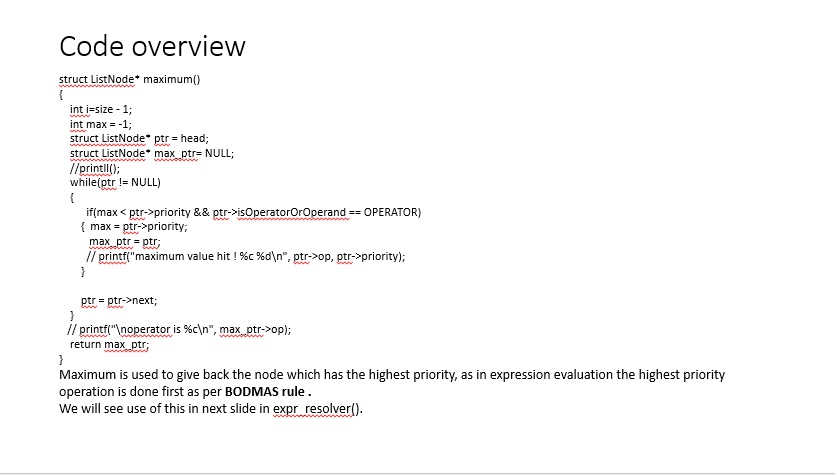 Code overview
struct ListNode* maximum()
{
int i=size - 1;
int max = -1;
struct ListNode* ptr = head;
struct ListNode* max_ptr= NULL;
//printll();
while(ptr != NULL)
{
if(max < ptr->priority && ptr->isOperatorOrOperand == OPERATOR)
{ max = ptr->priority;
max_ptr = ptr;
// printf("maximum value hit ! %c %d\n", ptr->op, ptr->priority);
}
ptr = ptr->next;
}
// printf("\noperator is %c\n", max_ptr->op);
return max_ptr;
}
Maximum is used to give back the node which has the highest priority, as in expression evaluation the highest priority
operation is done first as per BODMAS rule .
We will see use of this in next slide in expr_resolver().